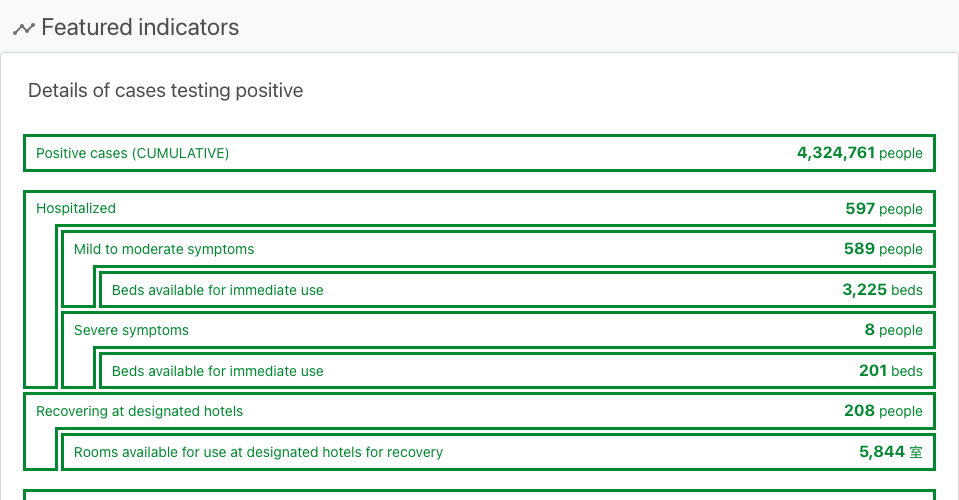 Featured indicators
Details of cases testing positive
Positive cases (CUMULATIVE) 4,324,761 people
Hospitalized 597 people
Mild to moderate symptoms 589 people
Beds available for immediate use 3,225 beds
Severe symptoms 8 people
Beds available for immediate use 201 beds
Recovering at designated hotels 208 people
Rooms available for use at designated hotels for recovery 5,844 室